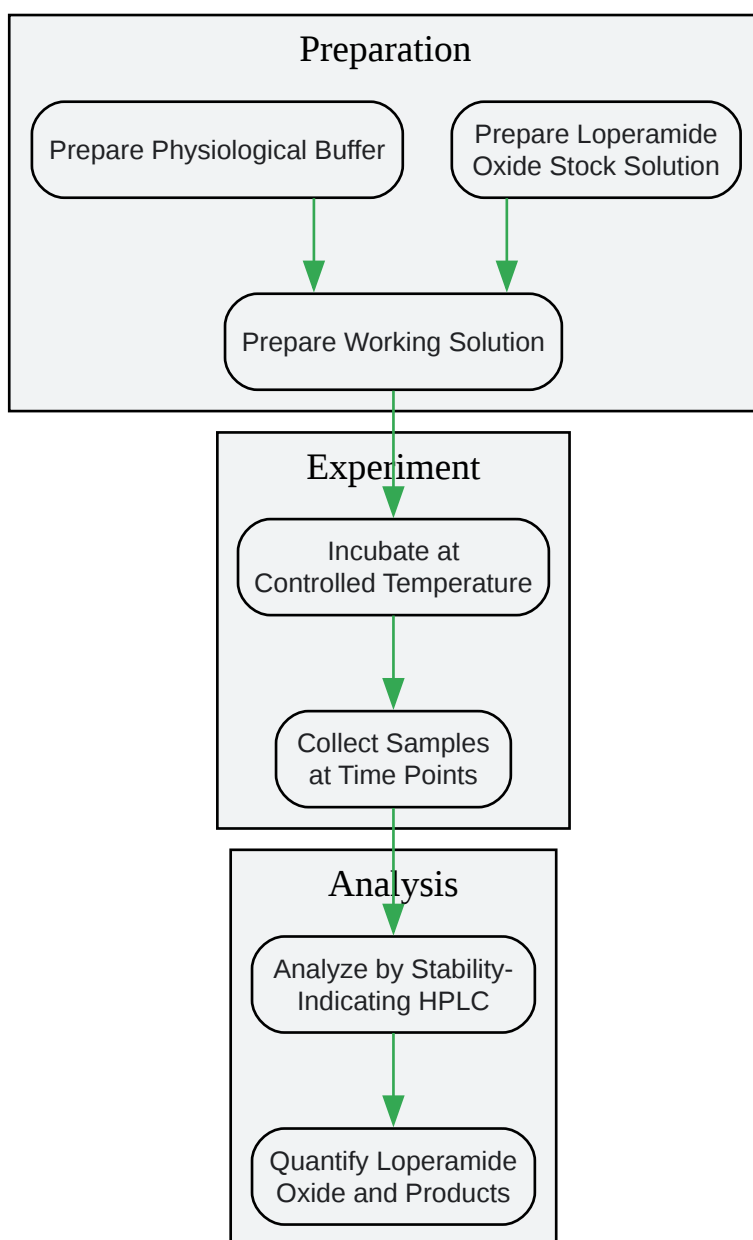 Preparation
Prepare Physiological Buffer
Prepare Loperamide
Oxide Stock Solution
Prepare Working Solution
Experiment
Incubate at
Controlled Temperature
Collect Samples
at Time Points
Analysis
Analyze by Stability-
Indicating HPLC
Quantify Loperamide
Oxide and Products